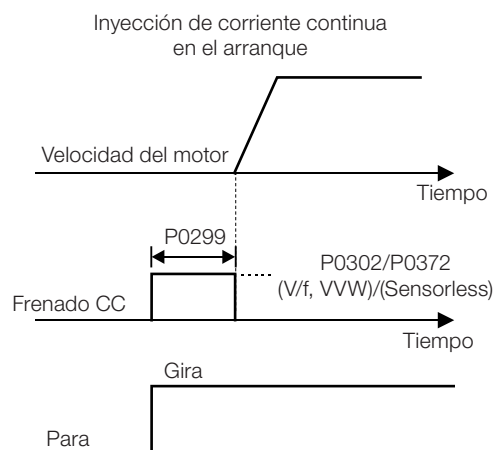 Inyección de corriente continua
en el arranque
Velocidad del motor
Tiempo
P0299
P0302/P0372
(V/f, VVW)/(Sensorless)
Frenado CC
Tiempo
Gira
Para